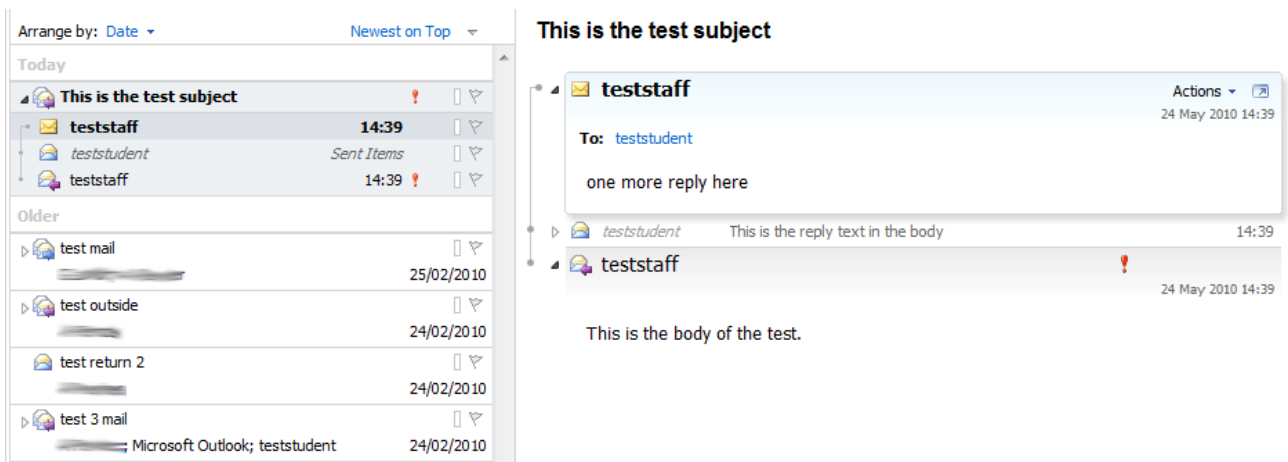 Arrange by: Date Newest on Top
Today
This is the test subject
teststaff 14:39
teststudent Sent Items
teststaff 14:39
Older
test mail
25/02/2010
test outside
24/02/2010
test return 2
24/02/2010
test 3 mail
; Microsoft Outlook; teststudent 24/02/2010
This is the test subject
teststaff Actions
24 May 2010 14:39
To: teststudent
one more reply here
teststudent This is the reply text in the body 14:39
teststaff
24 May 2010 14:39
This is the body of the test.